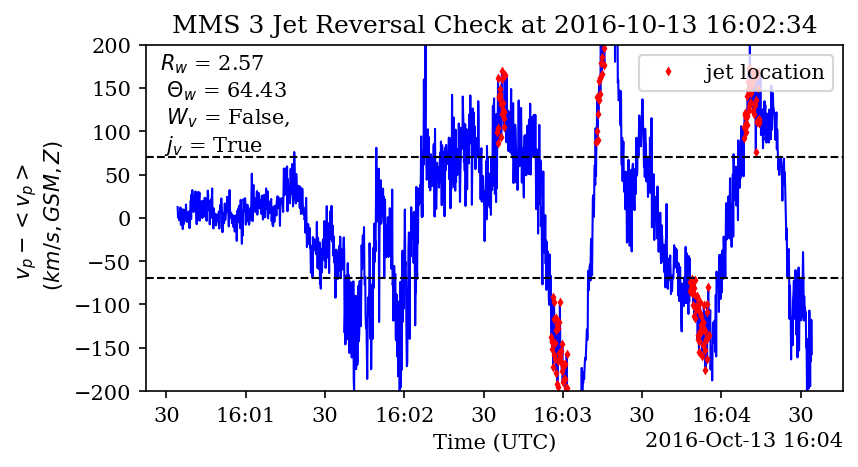 MMS 3 Jet Reversal Check at 2016-10-13 16:02:34
R_w = 2.57
Θ_w = 64.43
W_v = False,
j_v = True
jet location
v_p − <v_p>
(km/s, GSM, Z)
200
150
100
50
0
−50
−100
−150
−200
30 16:01 30 16:02 30 16:03 30 16:04 30
Time (UTC)
2016-Oct-13 16:04